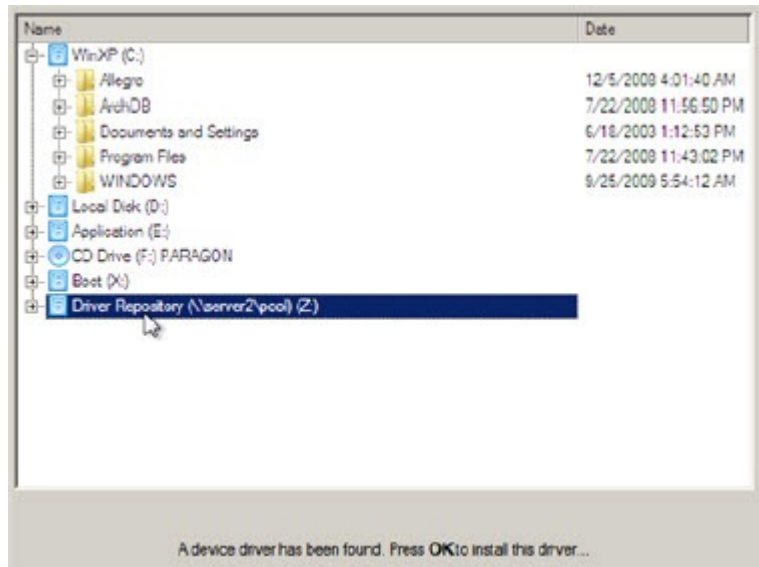 Name Date
WinXP (C:)
Allegro 12/5/2008 4:01:40 AM
ArchDB 7/22/2008 11:56:50 PM
Documents and Settings 6/18/2003 1:12:53 PM
Program Files 7/22/2008 11:43:02 PM
WINDOWS 9/25/2009 5:54:12 AM
Local Disk (D:)
Application (E:)
CD Drive (F:) PARAGON
Boot (X:)
Driver Repository (\\server2\pool) (Z:)
A device driver has been found. Press OK to install this driver...